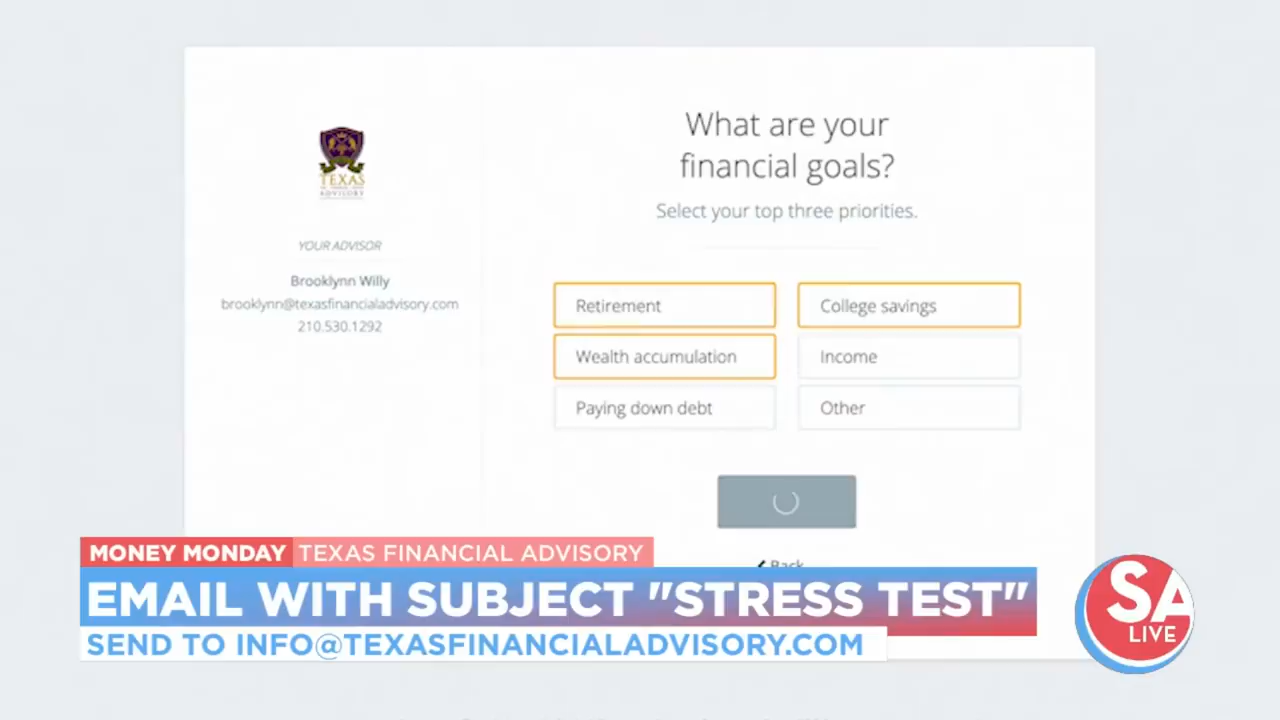 TEXAS
ADVISORY
YOUR ADVISOR
Brooklynn Willy
brooklynn@texasfinancialadvisory.com
210.530.1292
What are your
financial goals?
Select your top three priorities.
Retirement
College savings
Wealth accumulation
Income
Paying down debt
Other
Back
MONEY MONDAY TEXAS FINANCIAL ADVISORY
EMAIL WITH SUBJECT "STRESS TEST"
SEND TO INFO@TEXASFINANCIALADVISORY.COM
SA
LIVE